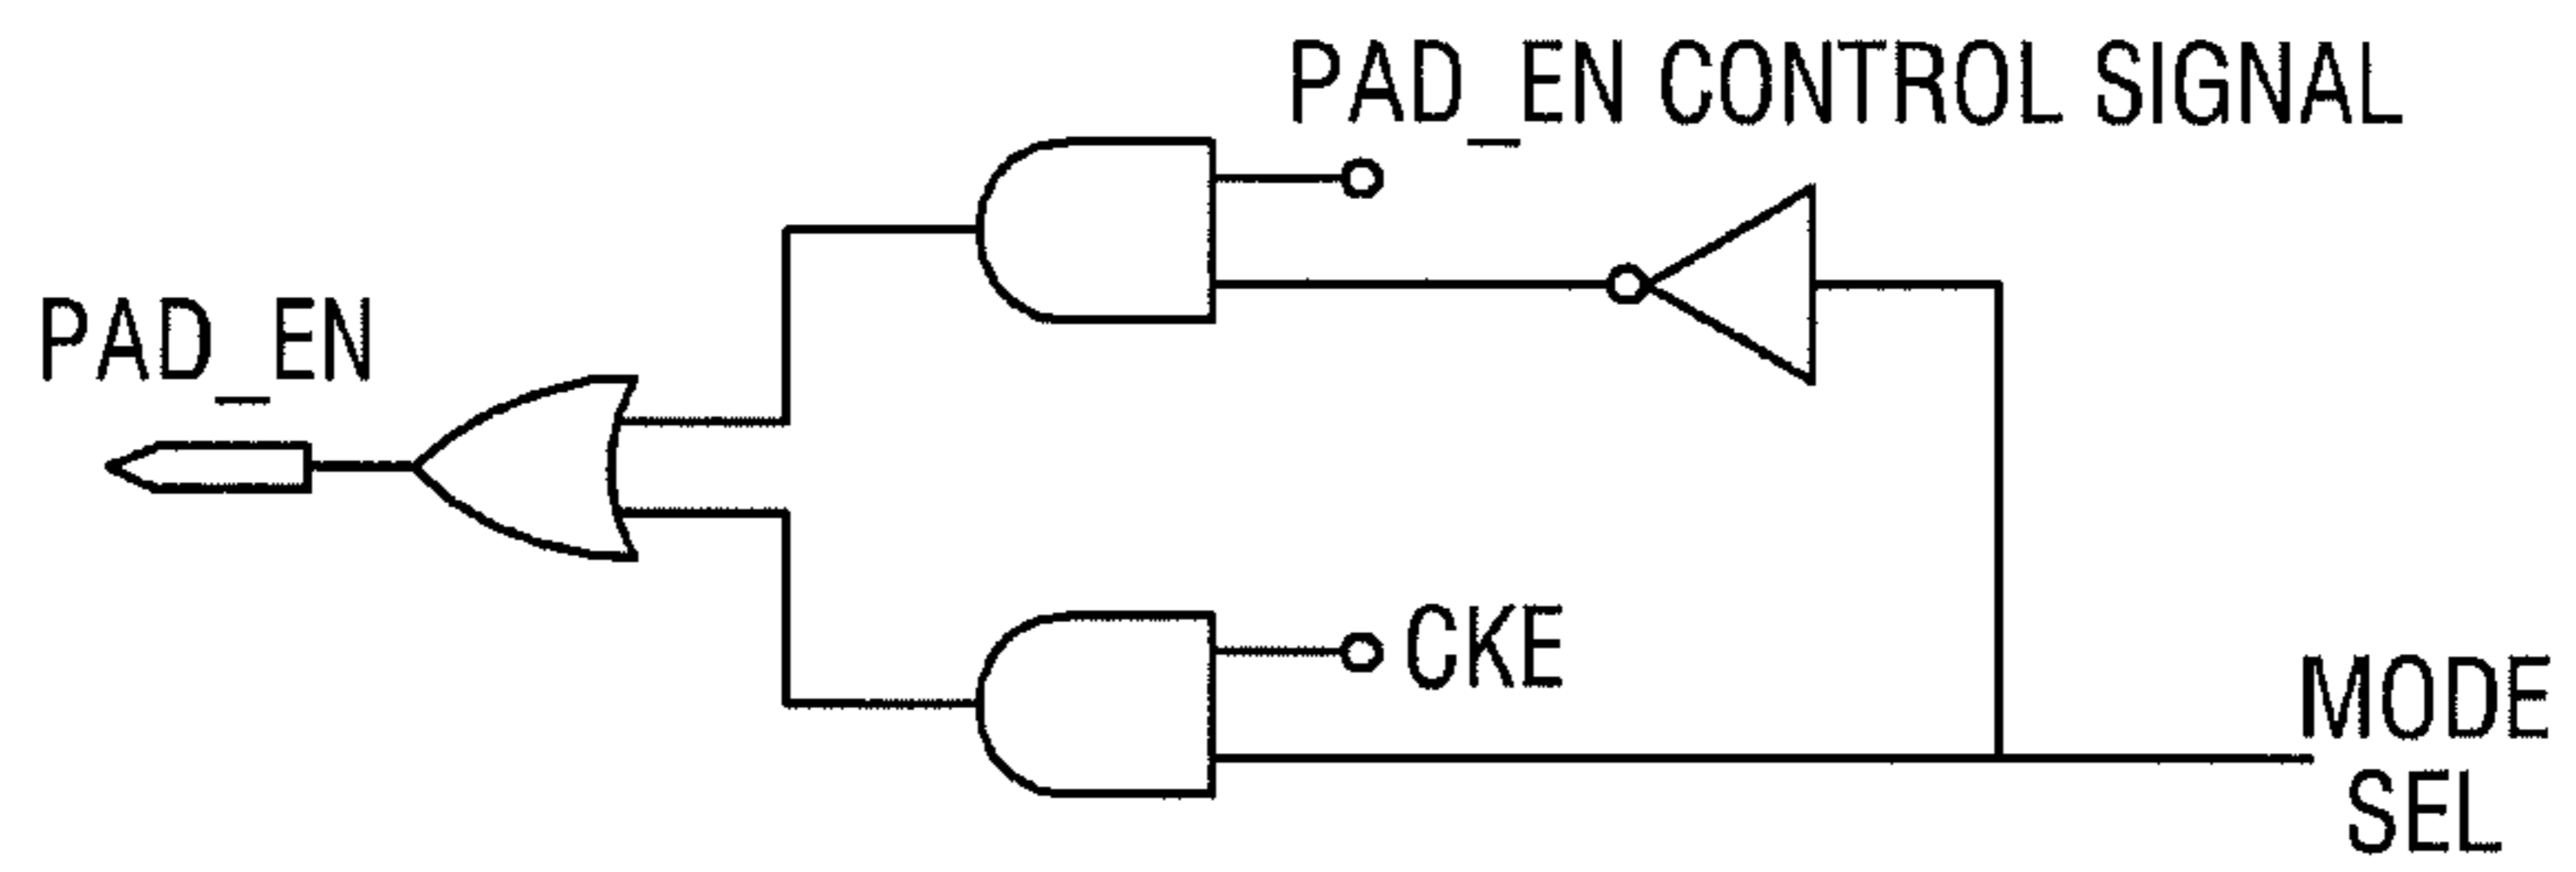 PAD_EN CONTROL SIGNAL
PAD_EN
CKE
MODE
SEL